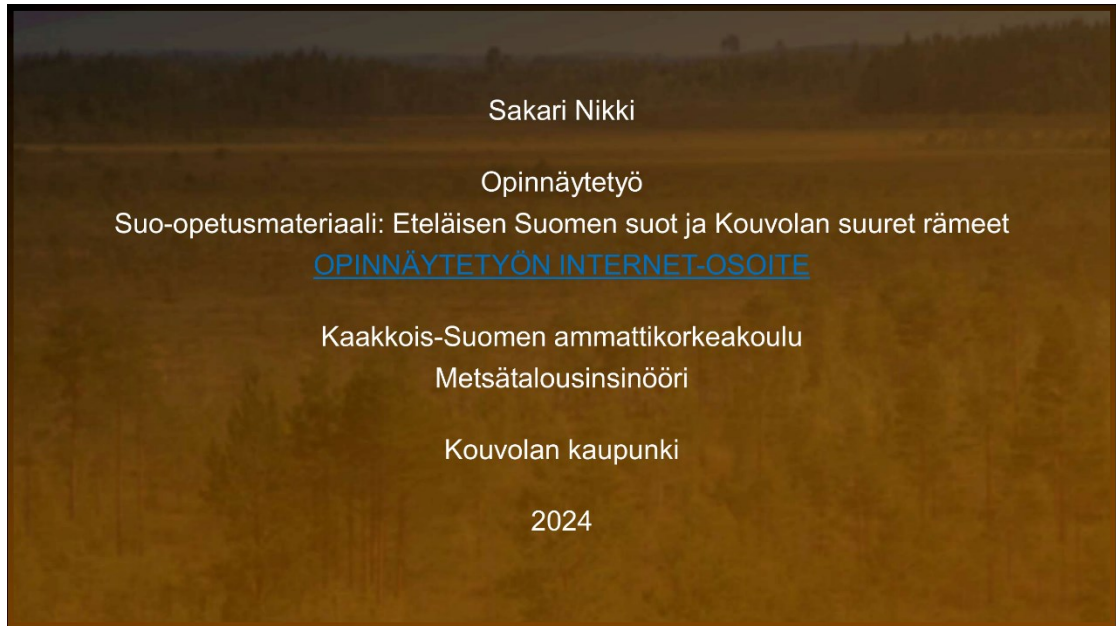 Sakari Nikki
Opinnäytetyö
Suo-opetusmateriaali: Eteläisen Suomen suot ja Kouvolan suuret rämeet
OPINNÄYTETYÖN INTERNET-OSOITE
Kaakkois-Suomen ammattikorkeakoulu
Metsätalousinsinööri
Kouvolan kaupunki
2024